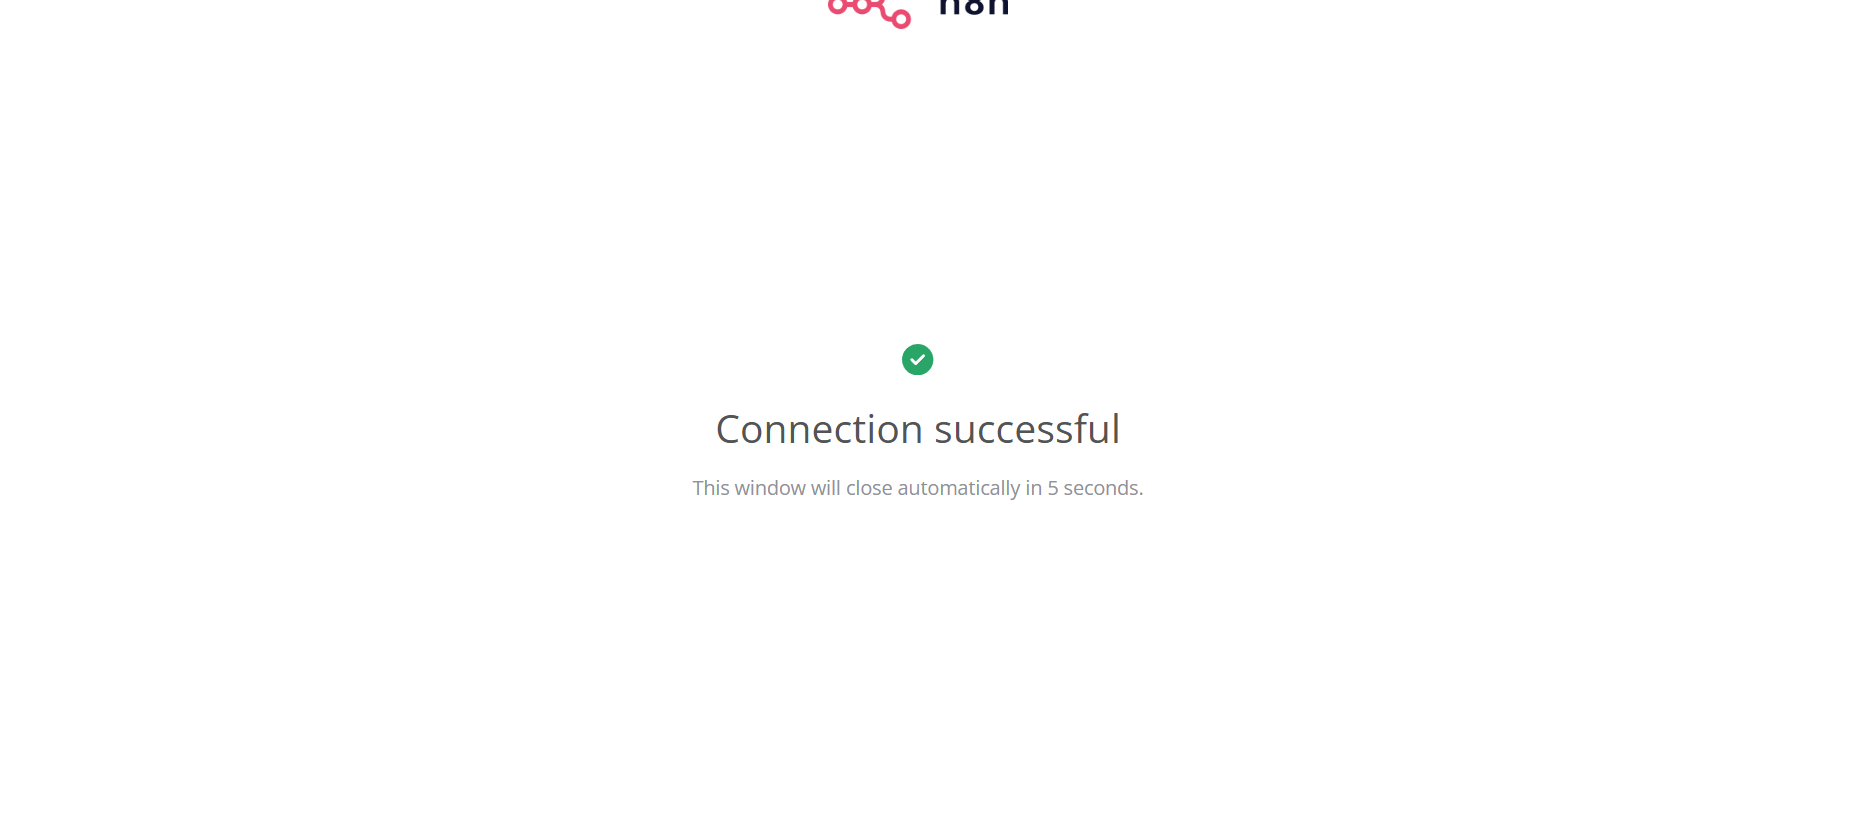 n8n
Connection successful
This window will close automatically in 5 seconds.